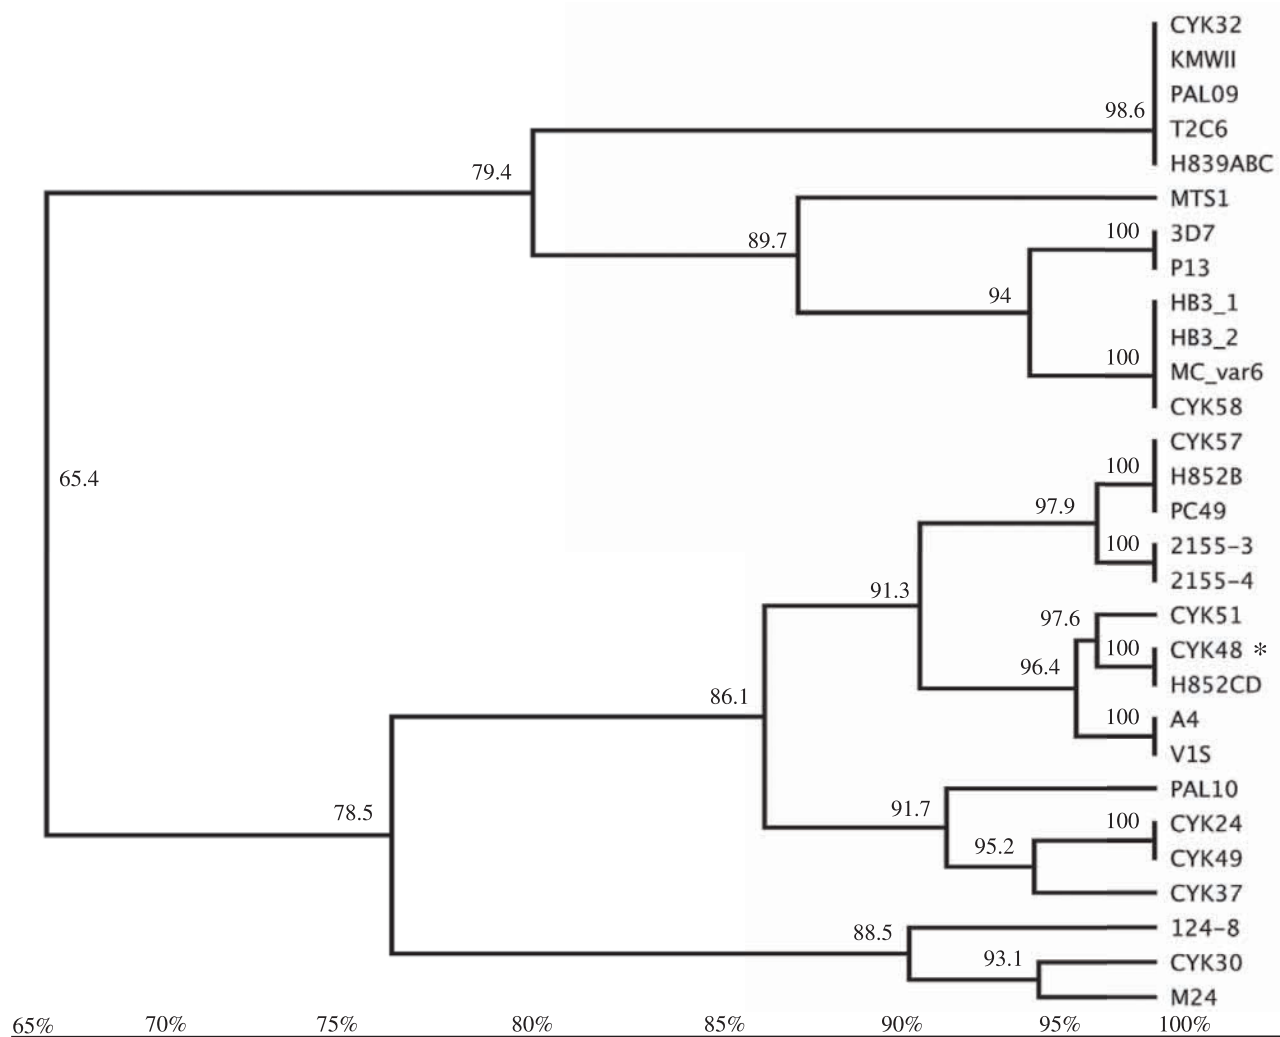 CYK32
KMWII
98.6 PAL09
T2C6
79.4 H839ABC
MTS1
89.7 100 3D7
P13
94 HB3_1
HB3_2
100 MC_var6
CYK58
CYK57
65.4 100 H852B
97.9 PC49
100 2155-3
2155-4
91.3 97.6 CYK51
100 CYK48 *
96.4 H852CD
86.1 100 A4
V1S
PAL10
78.5 91.7 100 CYK24
95.2 CYK49
CYK37
88.5 124-8
93.1 CYK30
M24
65% 70% 75% 80% 85% 90% 95% 100%